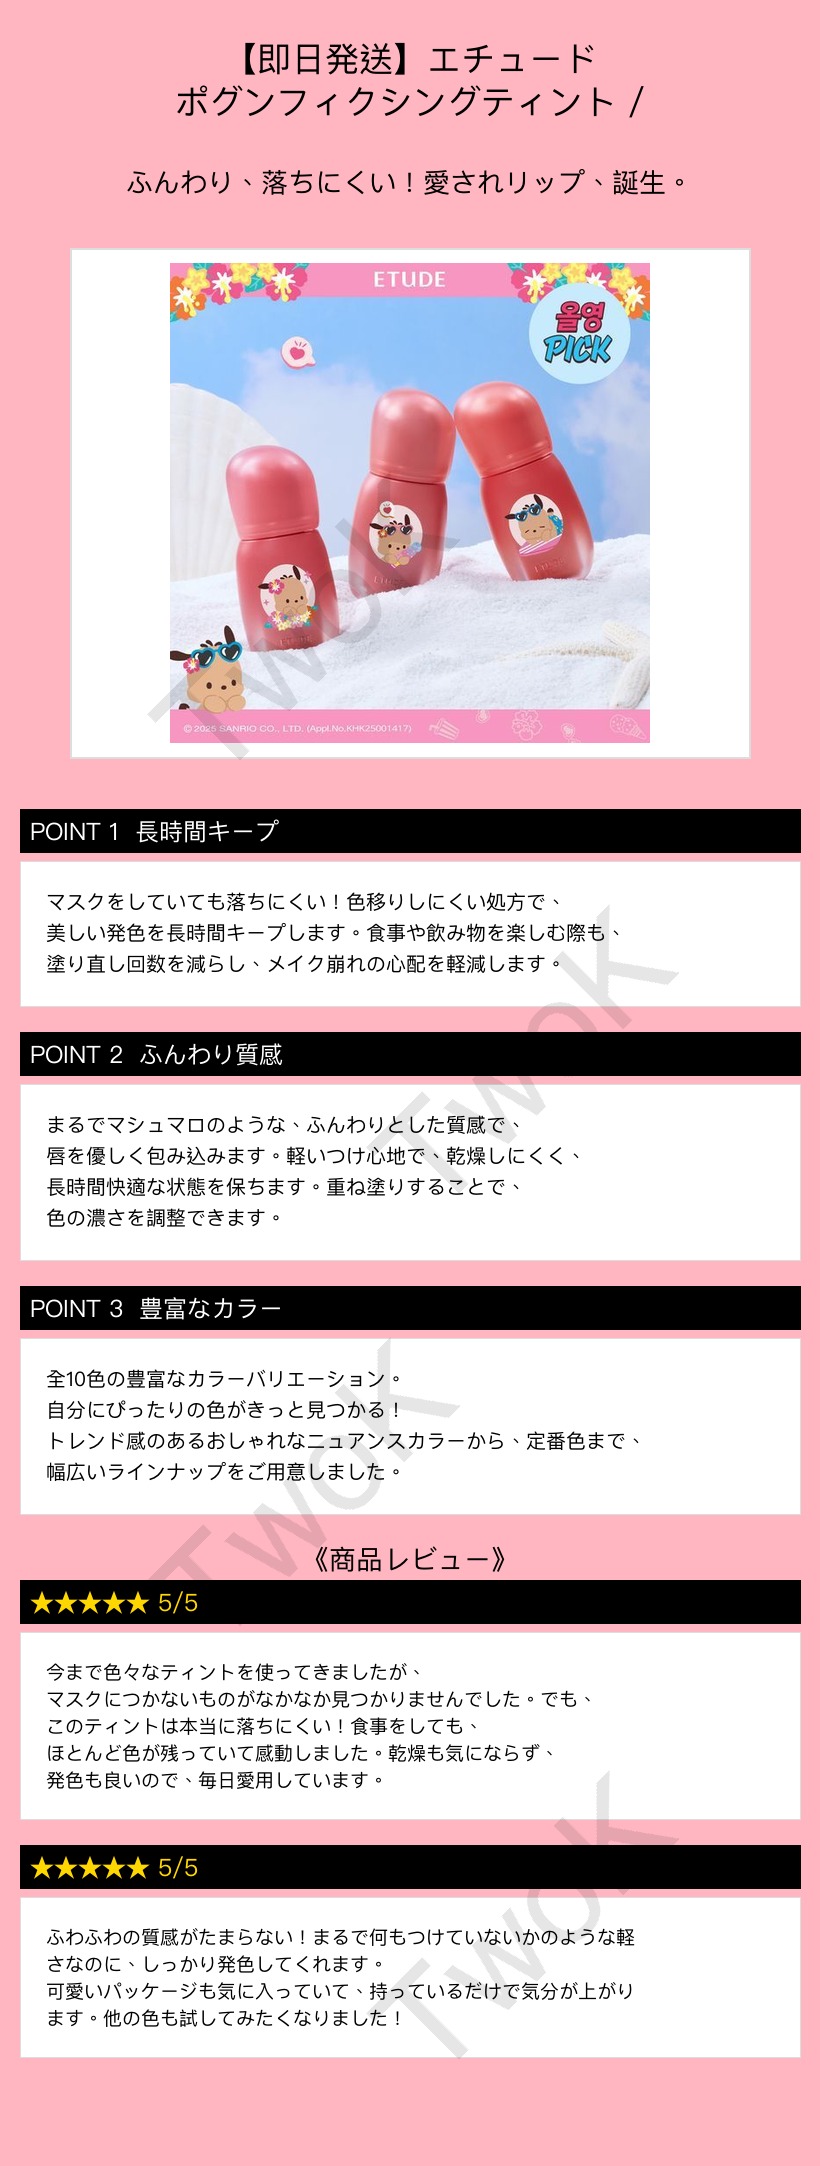 【即日発送】エチュード
ポグンフィクシングティント /
ふんわり、落ちにくい！愛されリップ、誕生。
ETUDE
올영
PICK
ETUDE
ETUDE
ETUDE
© 2025 SANRIO CO., LTD. (Appl.No.KHK25001417)
TwoK
POINT 1 長時間キープ
マスクをしていても落ちにくい！色移りしにくい処方で、
美しい発色を長時間キープします。食事や飲み物を楽しむ際も、
塗り直し回数を減らし、メイク崩れの心配を軽減します。
TwoK
POINT 2 ふんわり質感
まるでマシュマロのような、ふんわりとした質感で、
唇を優しく包み込みます。軽いつけ心地で、乾燥しにくく、
長時間快適な状態を保ちます。重ね塗りすることで、
色の濃さを調整できます。
POINT 3 豊富なカラー
全10色の豊富なカラーバリエーション。
自分にぴったりの色がきっと見つかる！
トレンド感のあるおしゃれなニュアンスカラーから、定番色まで、
幅広いラインナップをご用意しました。
TwoK
《商品レビュー》
★★★★★ 5/5
今まで色々なティントを使ってきましたが、
マスクにつかないものがなかなか見つかりませんでした。でも、
このティントは本当に落ちにくい！食事をしても、
ほとんど色が残っていて感動しました。乾燥も気にならず、
発色も良いので、毎日愛用しています。
★★★★★ 5/5
ふわふわの質感がたまらない！まるで何もつけていないかのような軽
さなのに、しっかり発色してくれます。
可愛いパッケージも気に入っていて、持っているだけで気分が上がり
ます。他の色も試してみたくなりました！
TwoK